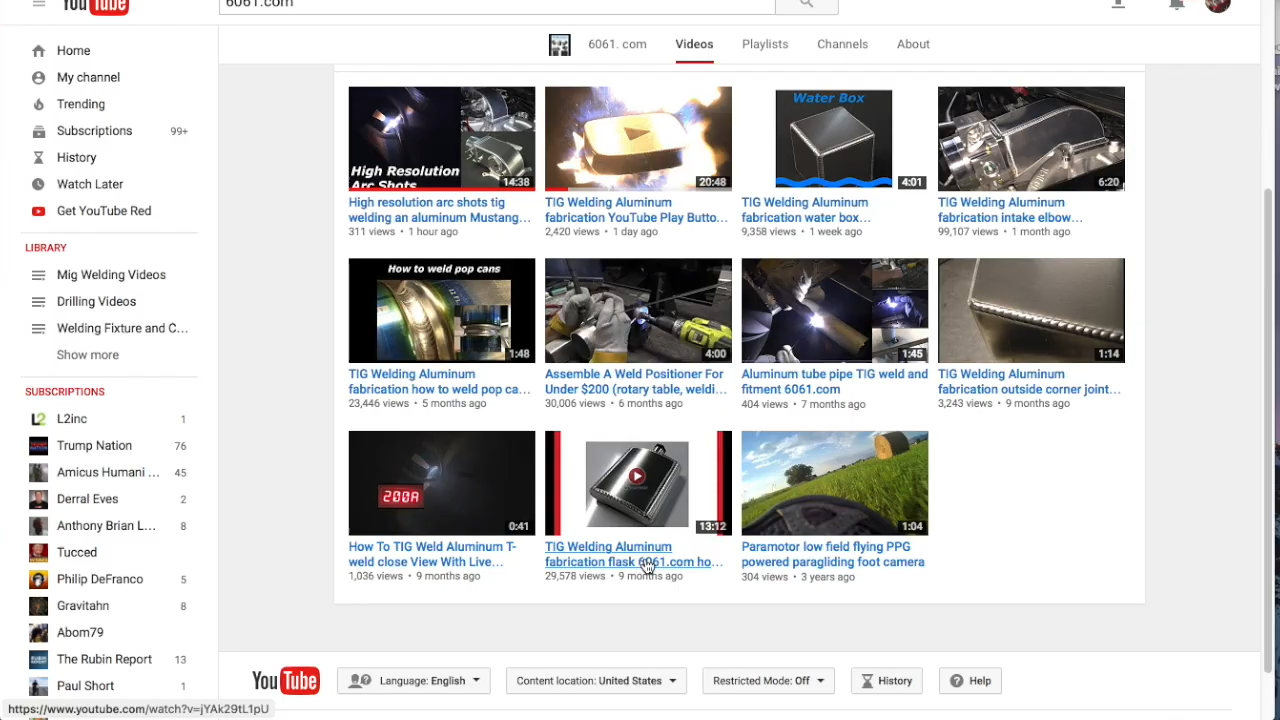 YouTube
6061.com
6061. com Videos Playlists Channels About
Home
My channel
Trending
Subscriptions 99+
History
Watch Later
Get YouTube Red
LIBRARY
Mig Welding Videos
Drilling Videos
Welding Fixture and C...
Show more
SUBSCRIPTIONS
L2inc 1
Trump Nation 76
Amicus Humani ... 45
Derral Eves 2
Anthony Brian L... 8
Tucced
Philip DeFranco 5
Gravitahn 8
Abom79
The Rubin Report 13
Paul Short 1
High Resolution
Arc Shots
14:38
High resolution arc shots tig
welding an aluminum Mustang...
311 views • 1 hour ago
20:48
TIG Welding Aluminum
fabrication YouTube Play Butto...
2,420 views • 1 day ago
Water Box
4:01
TIG Welding Aluminum
fabrication water box...
9,358 views • 1 week ago
6:20
TIG Welding Aluminum
fabrication intake elbow...
99,107 views • 1 month ago
How to weld pop cans
1:48
TIG Welding Aluminum
fabrication how to weld pop ca...
23,446 views • 5 months ago
4:00
Assemble A Weld Positioner For
Under $200 (rotary table, weldi...
30,006 views • 6 months ago
1:45
Aluminum tube pipe TIG weld and
fitment 6061.com
404 views • 7 months ago
1:14
TIG Welding Aluminum
fabrication outside corner joint...
3,243 views • 9 months ago
200A
0:41
How To TIG Weld Aluminum T-
weld close View With Live...
1,036 views • 9 months ago
13:12
TIG Welding Aluminum
fabrication flask 6061.com ho...
29,578 views • 9 months ago
1:04
Paramotor low field flying PPG
powered paragliding foot camera
304 views • 3 years ago
YouTube Language: English Content location: United States Restricted Mode: Off History Help
https://www.youtube.com/watch?v=jYAk29tL1pU